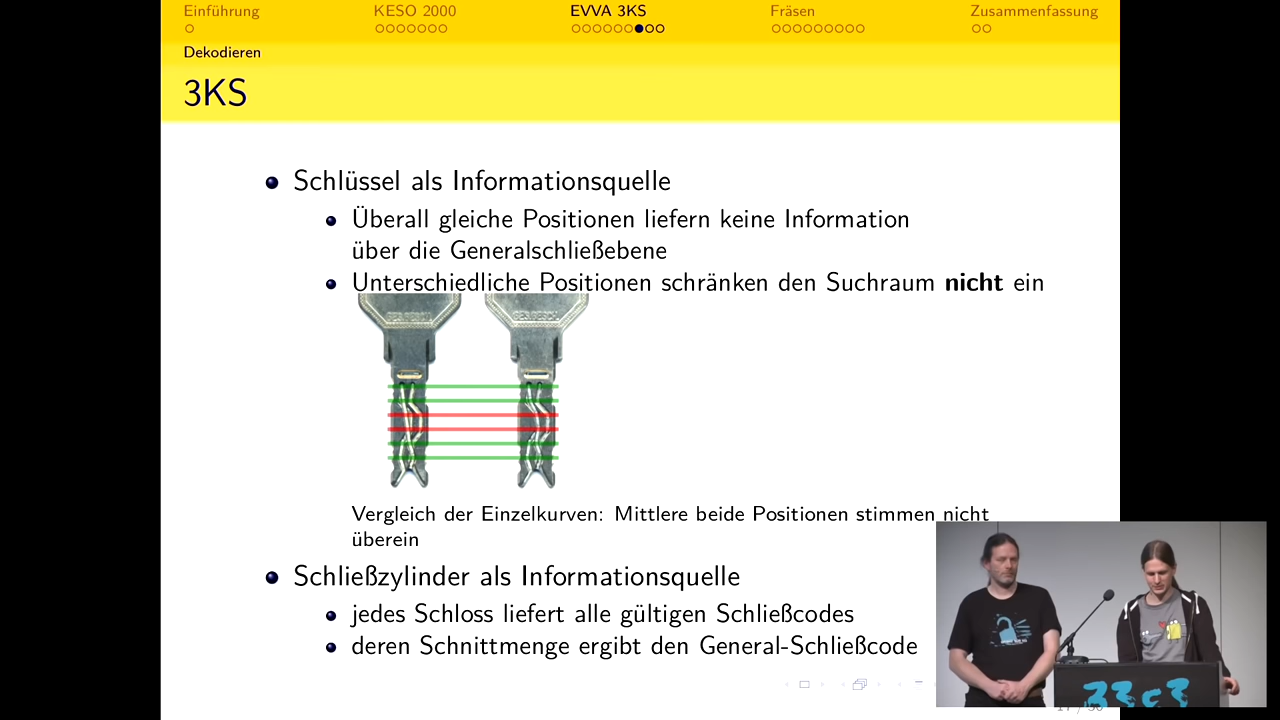 Einführung KESO 2000 EVVA 3KS Fräsen Zusammenfassung
Dekodieren
3KS
Schlüssel als Informationsquelle
Überall gleiche Positionen liefern keine Information
über die Generalschließebene
Unterschiedliche Positionen schränken den Suchraum nicht ein
Vergleich der Einzelkurven: Mittlere beide Positionen stimmen nicht
überein
Schließzylinder als Informationsquelle
jedes Schloss liefert alle gültigen Schließcodes
deren Schnittmenge ergibt den General-Schließcode
33c3